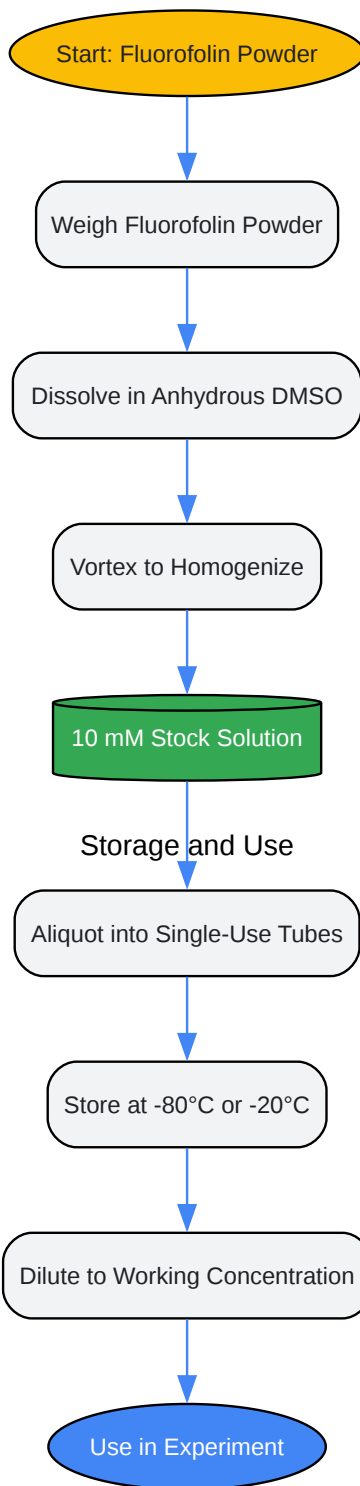 Start: Fluorofolin Powder
Weigh Fluorofolin Powder
Dissolve in Anhydrous DMSO
Vortex to Homogenize
10 mM Stock Solution
Storage and Use
Aliquot into Single-Use Tubes
Store at -80°C or -20°C
Dilute to Working Concentration
Use in Experiment